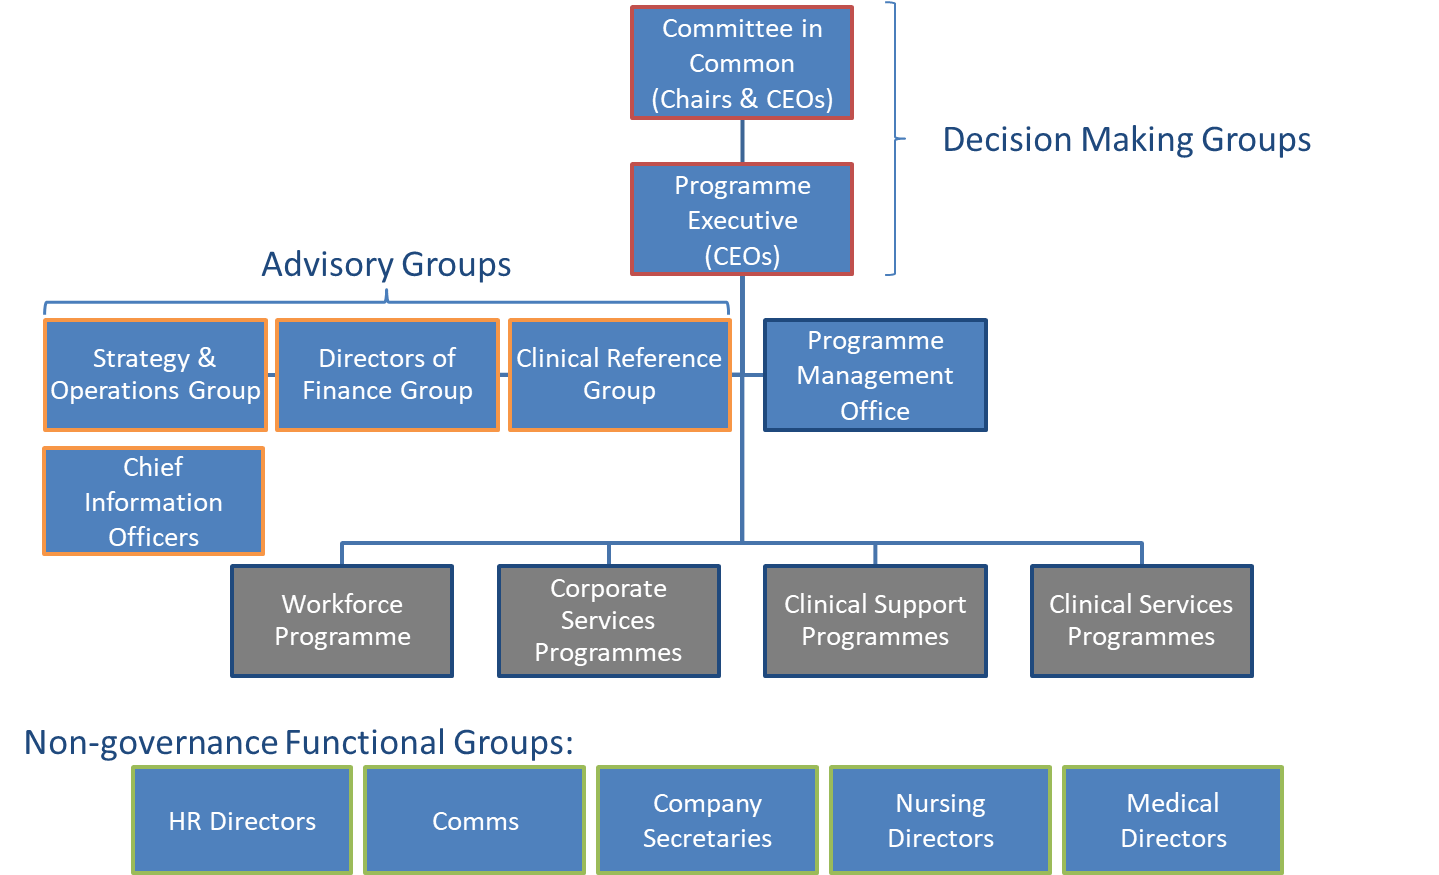 Committee in
Common
(Chairs & CEOs)
Decision Making Groups
Programme
Executive
(CEOs)
Advisory Groups
Strategy &
Operations Group
Directors of
Finance Group
Clinical Reference
Group
Programme
Management
Office
Chief
Information
Officers
Workforce
Programme
Corporate
Services
Programmes
Clinical Support
Programmes
Clinical Services
Programmes
Non-governance Functional Groups:
HR Directors
Comms
Company
Secretaries
Nursing
Directors
Medical
Directors